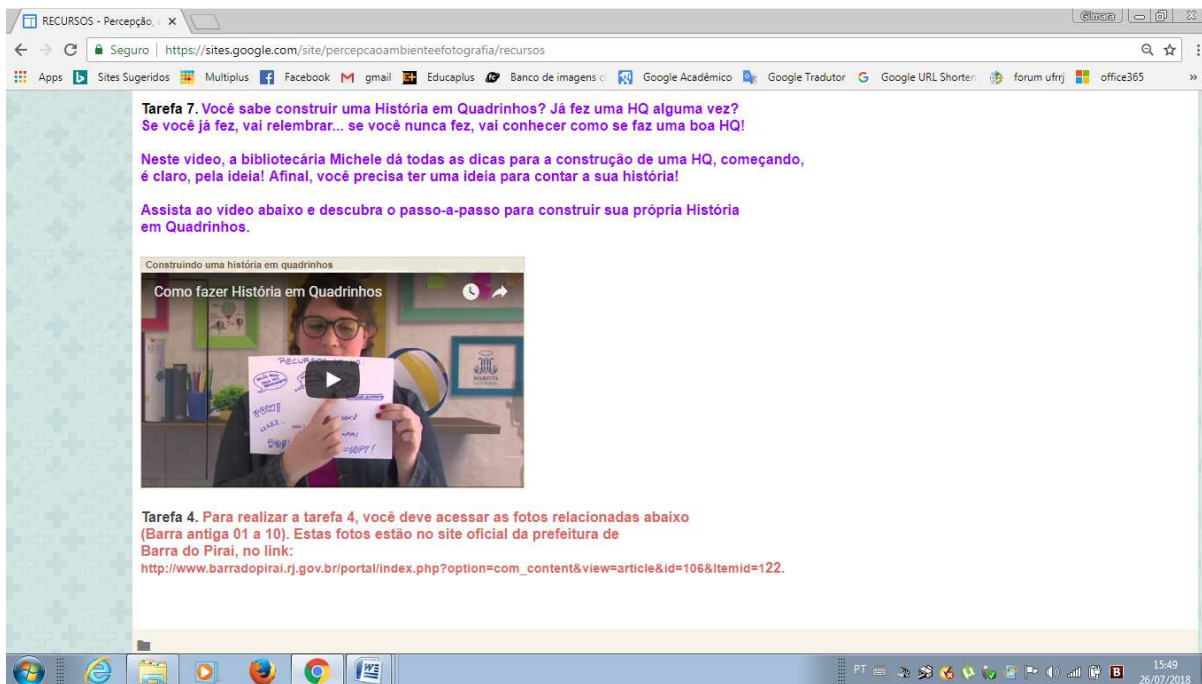 RECURSOS - Percepção, a
Gilmara
Seguro | https://sites.google.com/site/percepcaoambienteefotografia/recursos
Apps Sites Sugeridos Multiplus Facebook gmail Educaplus Banco de imagens Google Acadêmico Google Tradutor Google URL Shorten forum ufrrj office365 »
Tarefa 7. Você sabe construir uma História em Quadrinhos? Já fez uma HQ alguma vez?
Se você já fez, vai relembrar... se você nunca fez, vai conhecer como se faz uma boa HQ!
Neste vídeo, a bibliotecária Michele dá todas as dicas para a construção de uma HQ, começando,
é claro, pela ideia! Afinal, você precisa ter uma ideia para contar a sua história!
Assista ao vídeo abaixo e descubra o passo-a-passo para construir sua própria História
em Quadrinhos.
Construindo uma história em quadrinhos
Como fazer História em Quadrinhos
RECURSOS
POW!
ZZZZ...
Tarefa 4. Para realizar a tarefa 4, você deve acessar as fotos relacionadas abaixo
(Barra antiga 01 a 10). Estas fotos estão no site oficial da prefeitura de
Barra do Pirai, no link:
http://www.barradopirai.rj.gov.br/portal/index.php?option=com_content&view=article&id=106&Itemid=122.
PT
15:49
26/07/2018